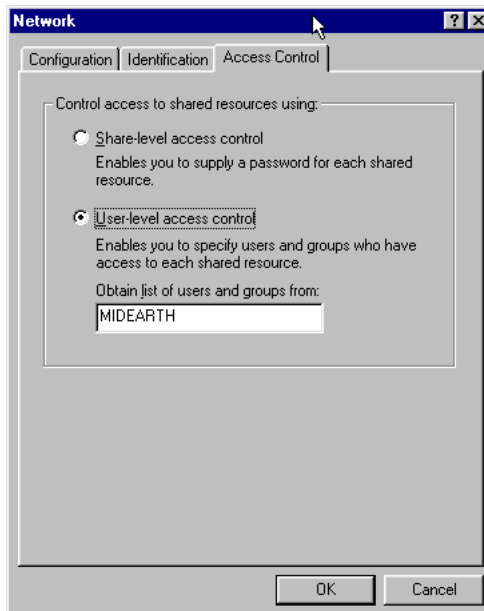 Network
Configuration Identification Access Control
Control access to shared resources using:
Share-level access control
Enables you to supply a password for each shared
resource.
User-level access control
Enables you to specify users and groups who have
access to each shared resource.
Obtain list of users and groups from:
MIDEARTH
OK Cancel